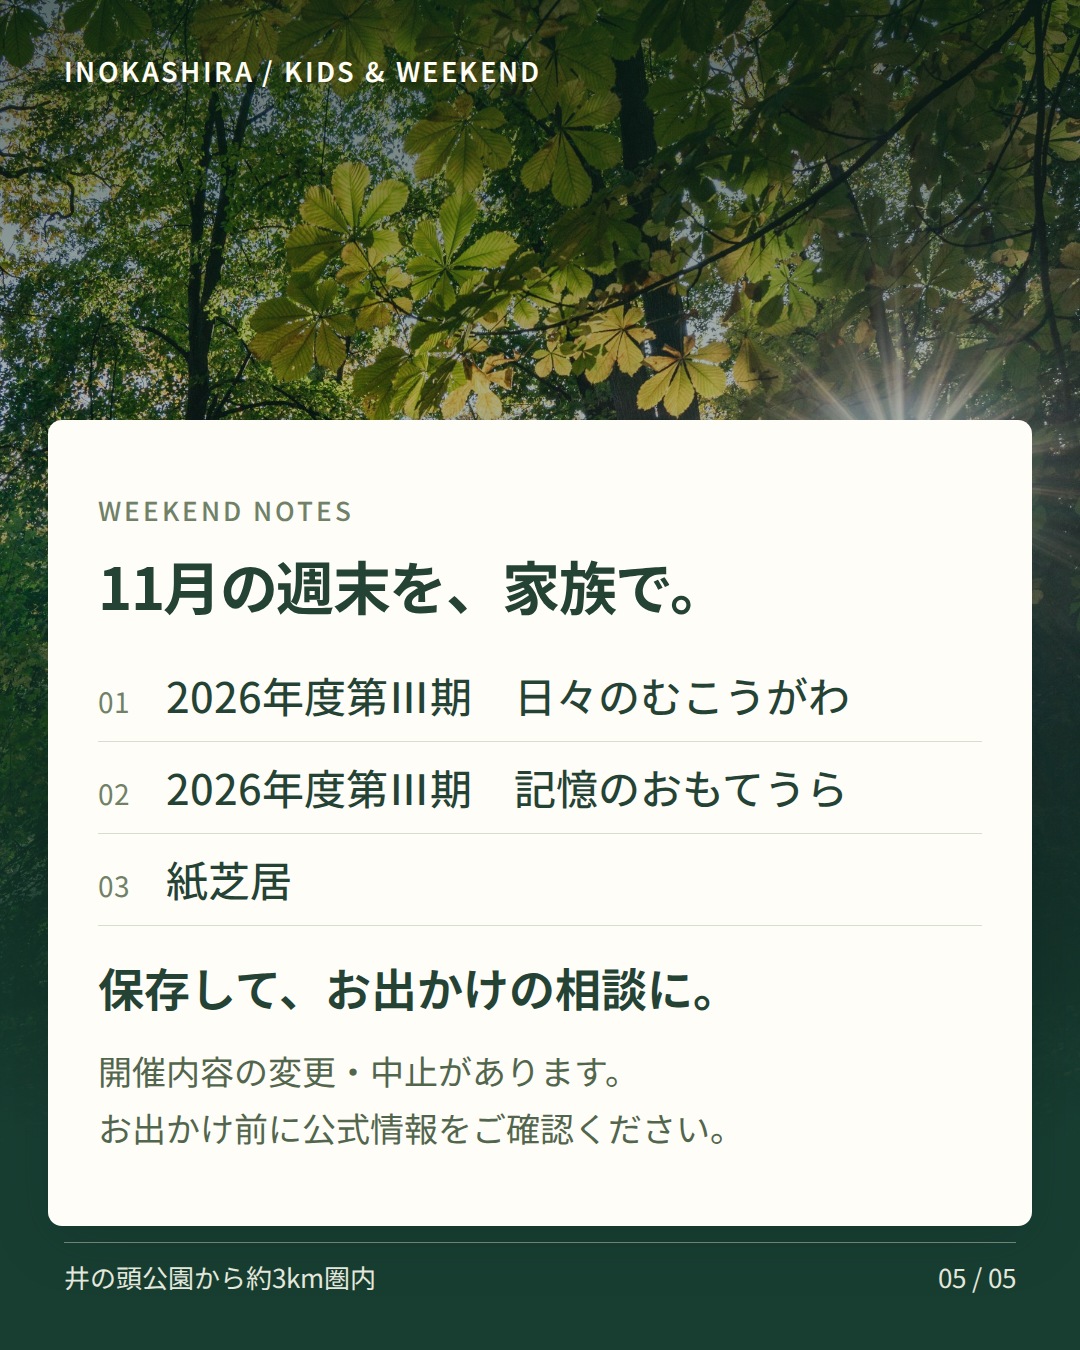 INOKASHIRA / KIDS & WEEKEND
WEEKEND NOTES
11月の週末を、家族で。
01 2026年度第III期　日々のむこうがわ
02 2026年度第III期　記憶のおもてうら
03 紙芝居
保存して、お出かけの相談に。
開催内容の変更・中止があります。
お出かけ前に公式情報をご確認ください。
井の頭公園から約3km圏内
05 / 05